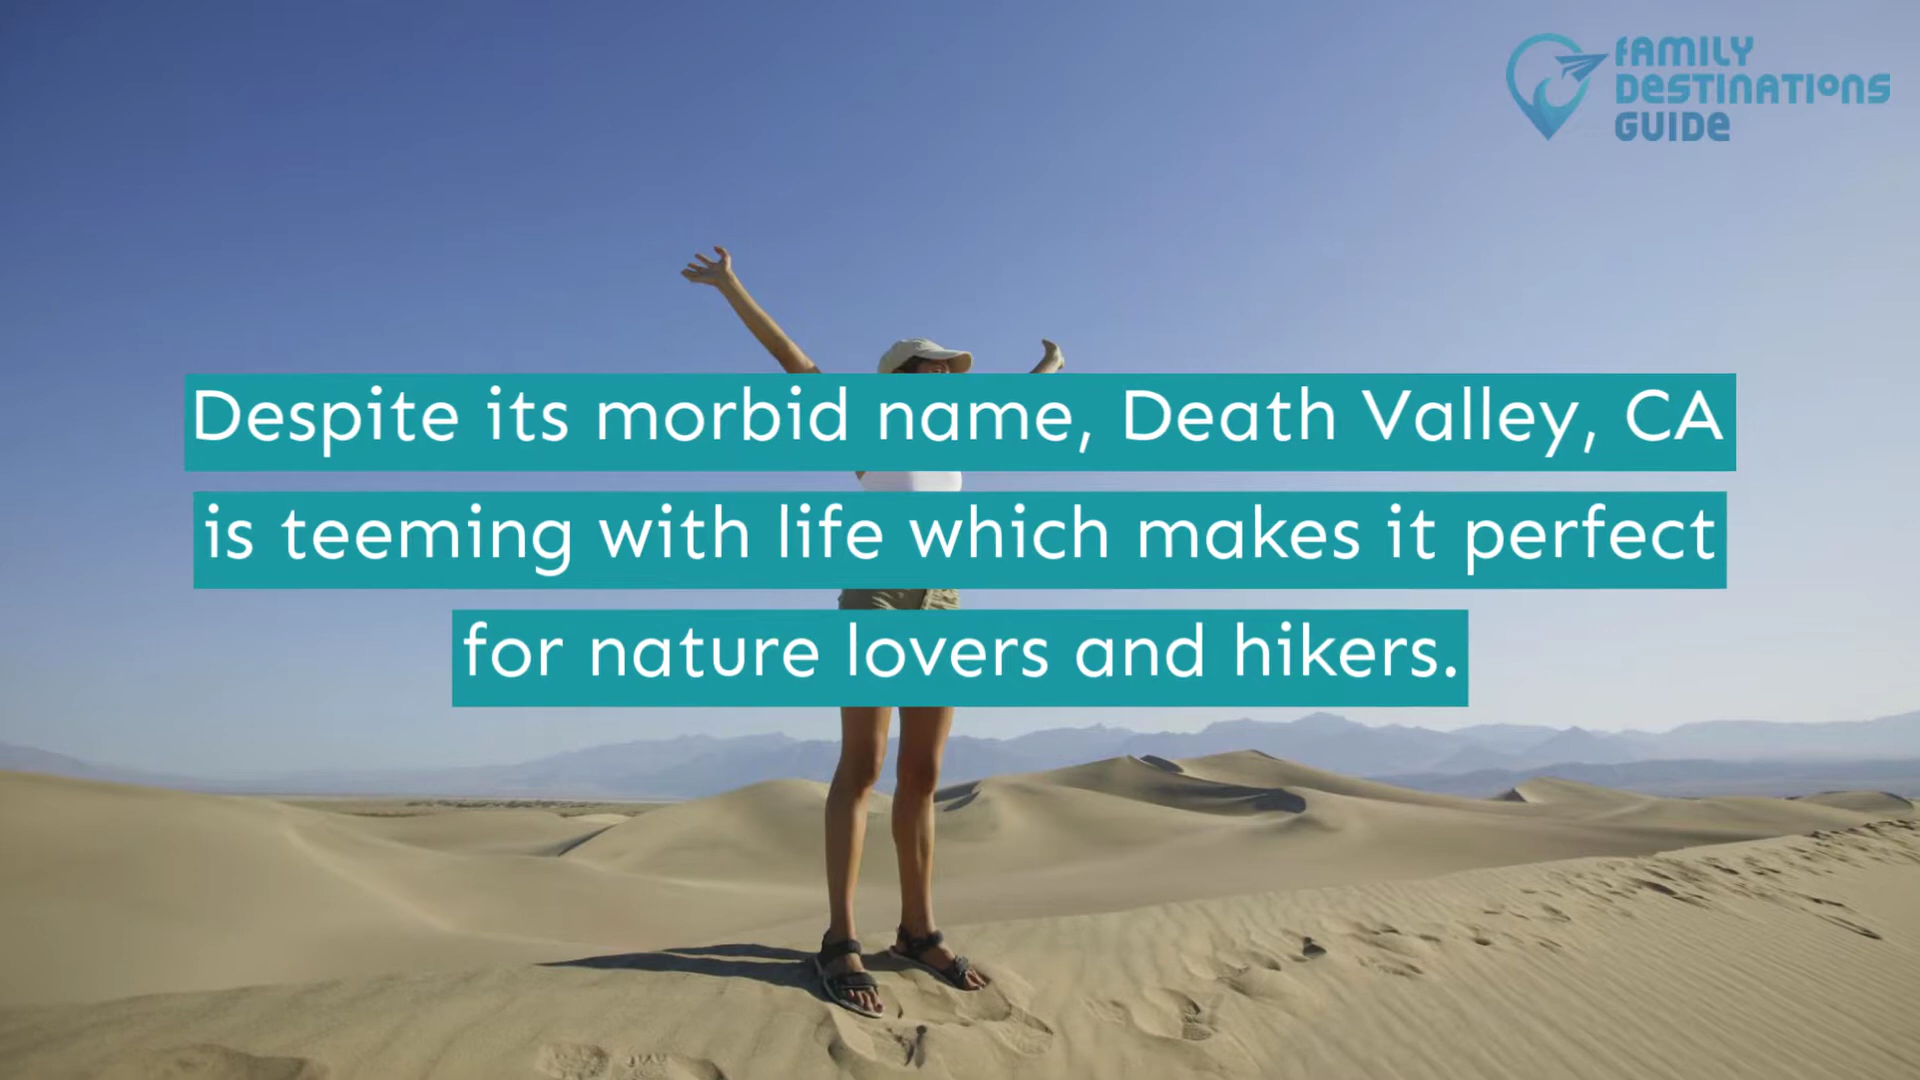 FAMILY
DESTINATIONS
GUIDE
Despite its morbid name, Death Valley, CA
is teeming with life which makes it perfect
for nature lovers and hikers.